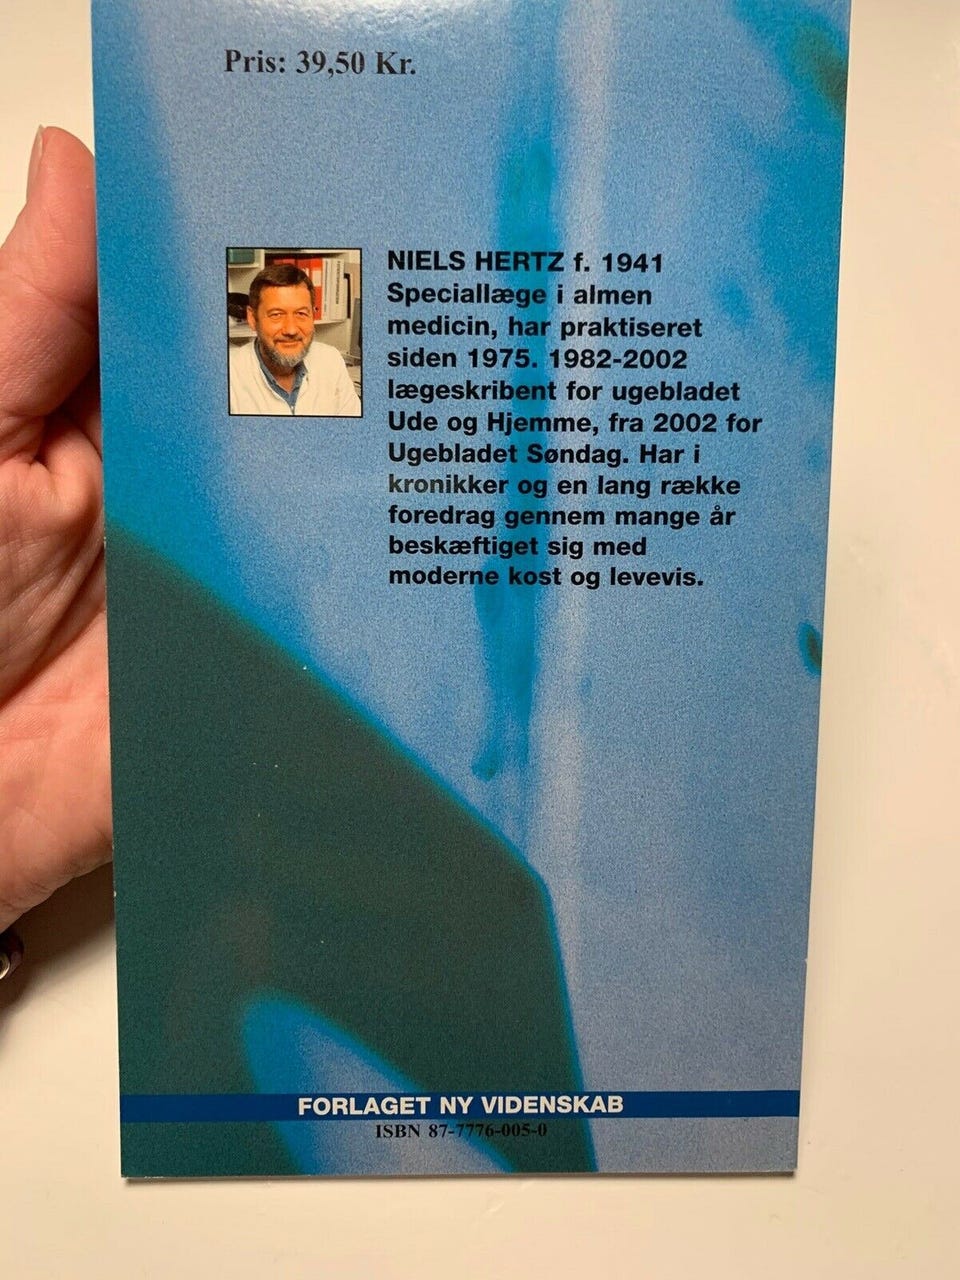 Pris: 39,50 Kr.
NIELS HERTZ f. 1941
Speciallæge i almen
medicin, har praktiseret
siden 1975. 1982-2002
lægeskribent for ugebladet
Ude og Hjemme, fra 2002 for
Ugebladet Søndag. Har i
kronikker og en lang række
foredrag gennem mange år
beskæftiget sig med
moderne kost og levevis.
FORLAGET NY VIDENSKAB
ISBN 87-7776-005-0